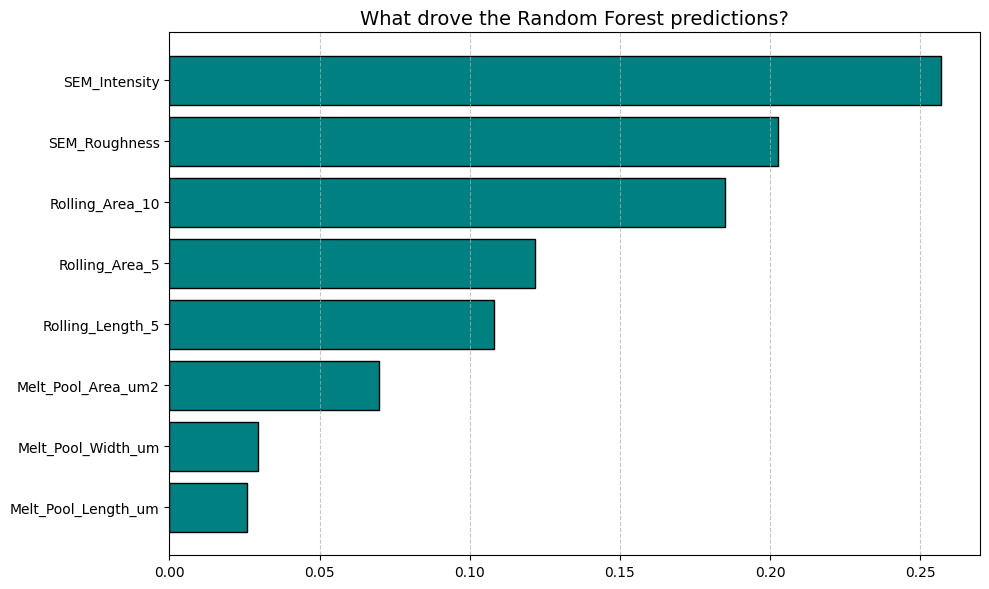 What drove the Random Forest predictions?
SEM_Intensity
SEM_Roughness
Rolling_Area_10
Rolling_Area_5
Rolling_Length_5
Melt_Pool_Area_um2
Melt_Pool_Width_um
Melt_Pool_Length_um
0.00 0.05 0.10 0.15 0.20 0.25